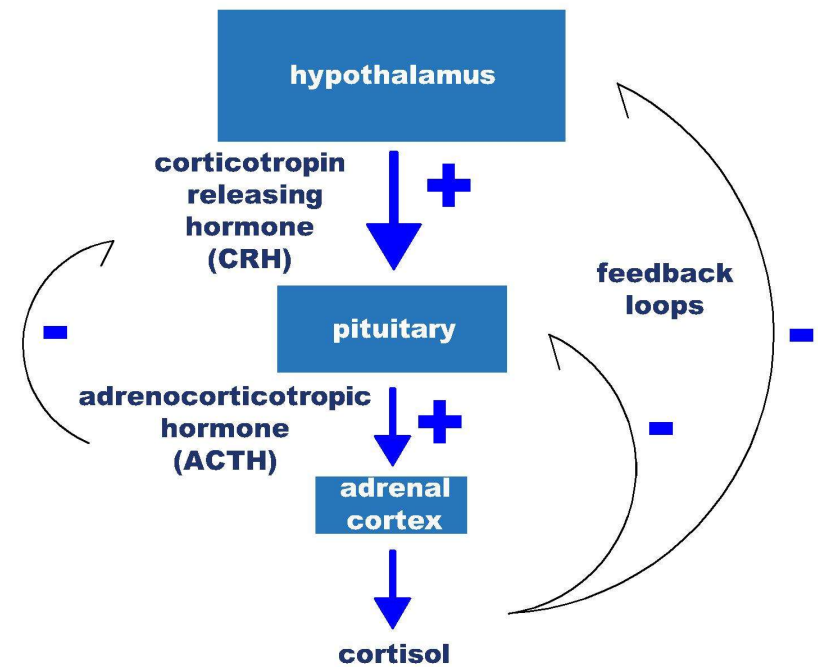 hypothalamus
corticotropin
releasing
hormone
(CRH)
+
feedback
loops
-
pituitary
-
adrenocorticotropic
hormone
(ACTH)
+
-
adrenal
cortex
cortisol